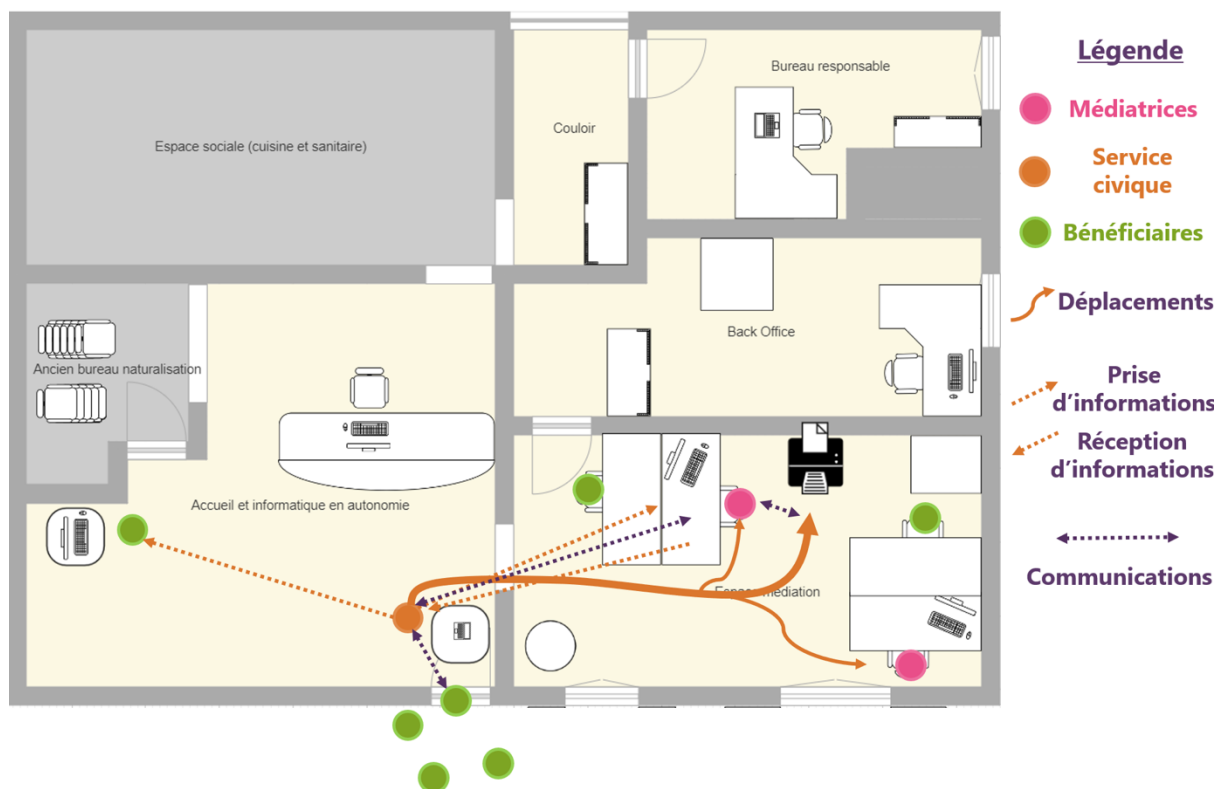 Légende
Médiatrices
Service
civique
Bénéficiaires
Déplacements
Prise
d'informations
Réception
d'informations
Communications
Bureau responsable
Couloir
Espace sociale (cuisine et sanitaire)
Back Office
Ancien bureau naturalisation
Accueil et informatique en autonomie